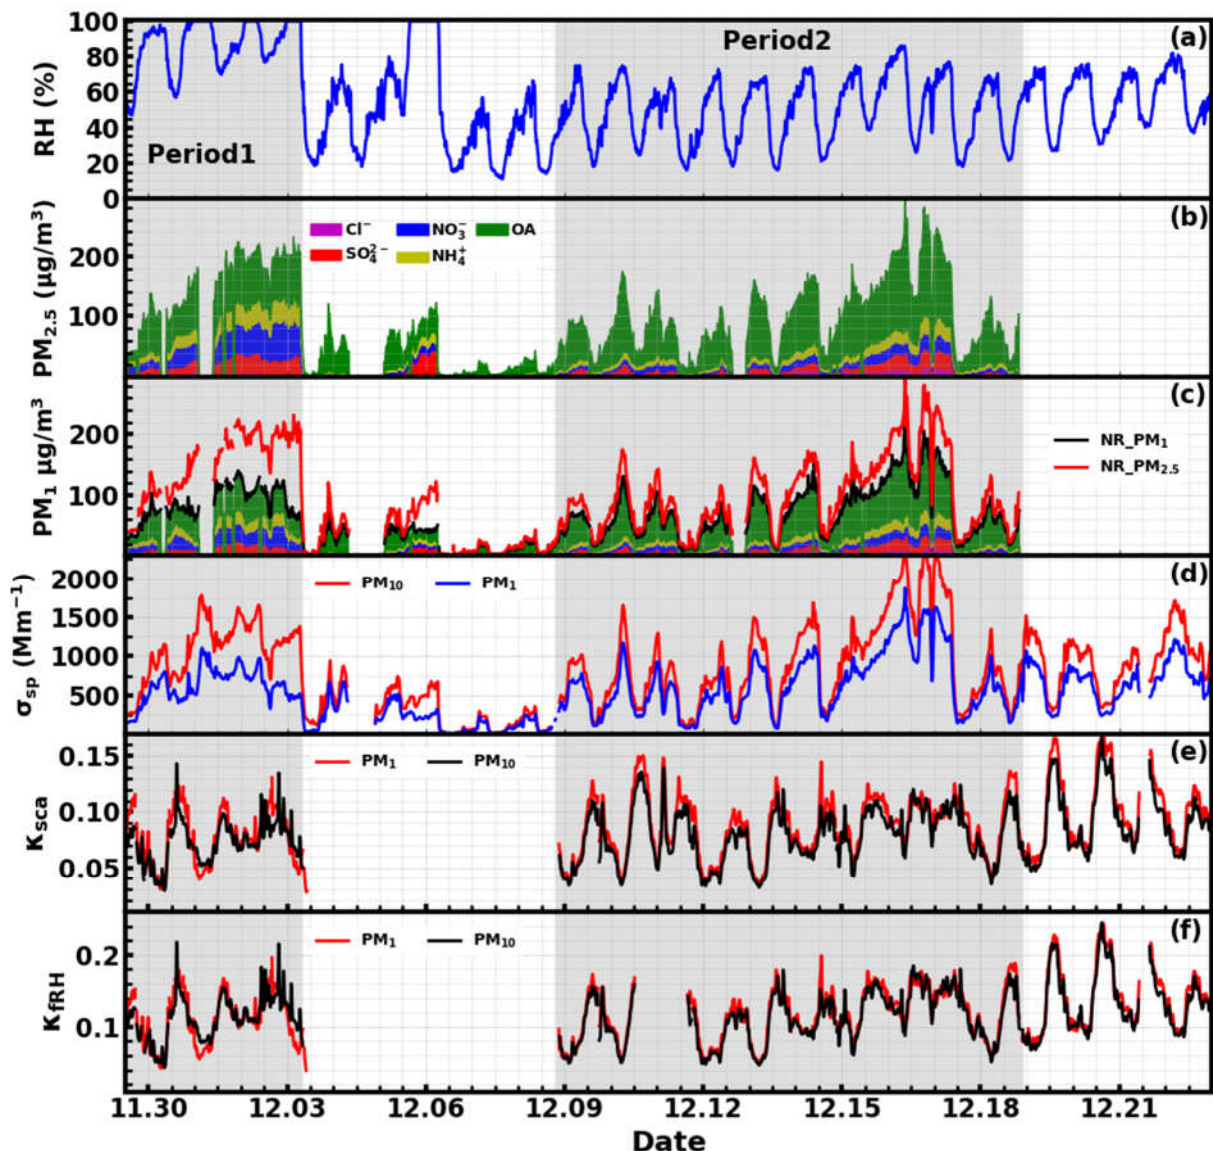 100
80
60
40
20
0
RH (%)
(a)
Period1
Period2
200
100
PM₂.₅ (μg/m³)
(b)
Cl⁻ NO₃⁻ OA
SO₄²⁻ NH₄⁺
200
100
PM₁ μg/m³
(c)
NR_PM₁
NR_PM₂.₅
2000
1500
1000
500
σsp (Mm⁻¹)
(d)
PM₁₀ PM₁
0.15
0.10
0.05
κsca
(e)
PM₁ PM₁₀
0.2
0.1
κfRH
(f)
PM₁ PM₁₀
11.30 12.03 12.06 12.09 12.12 12.15 12.18 12.21
Date